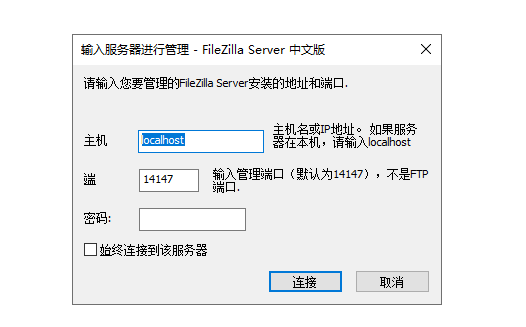 输入服务器进行管理 - FileZilla Server 中文版
请输入您要管理的FileZilla Server安装的地址和端口.
主机
localhost
主机名或IP地址。 如果服务
器在本机，请输入localhost
端
14147
输入管理端口（默认为14147），不是FTP
端口.
密码:
始终连接到该服务器
连接
取消